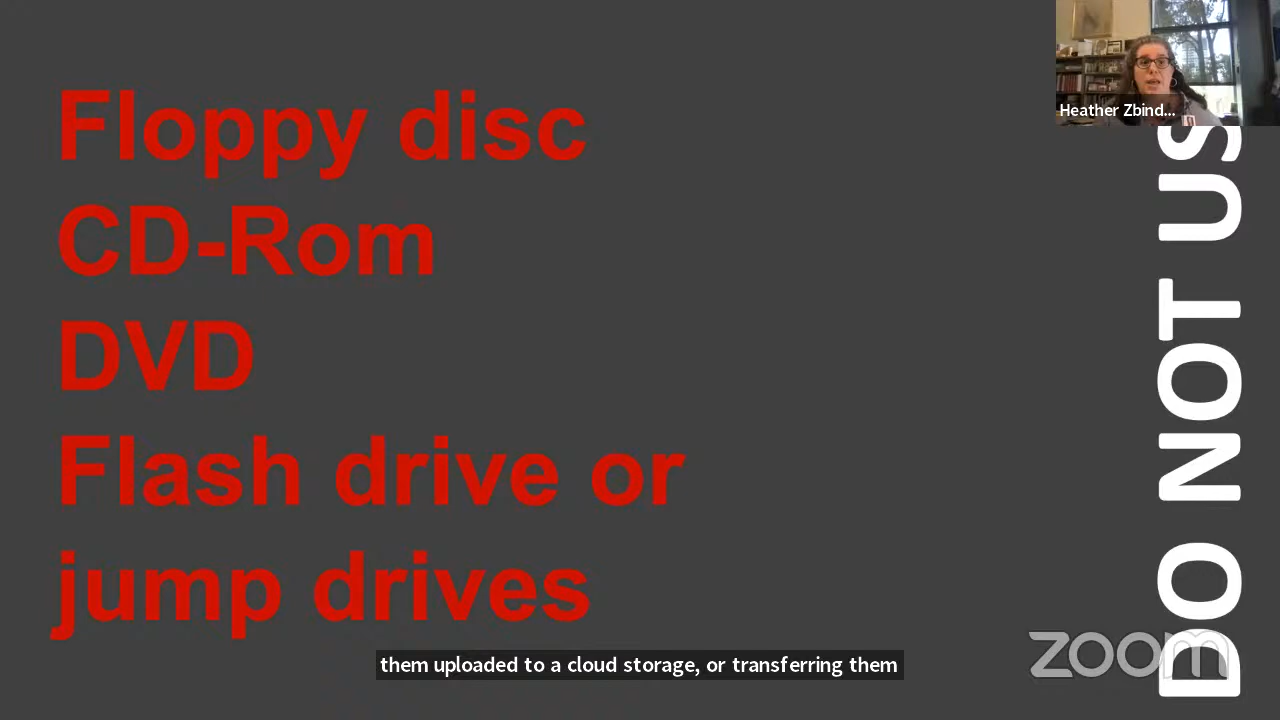 Floppy disc
CD-Rom
DVD
Flash drive or
jump drives
DO NOT US
Heather Zbind...
them uploaded to a cloud storage, or transferring them
zoom